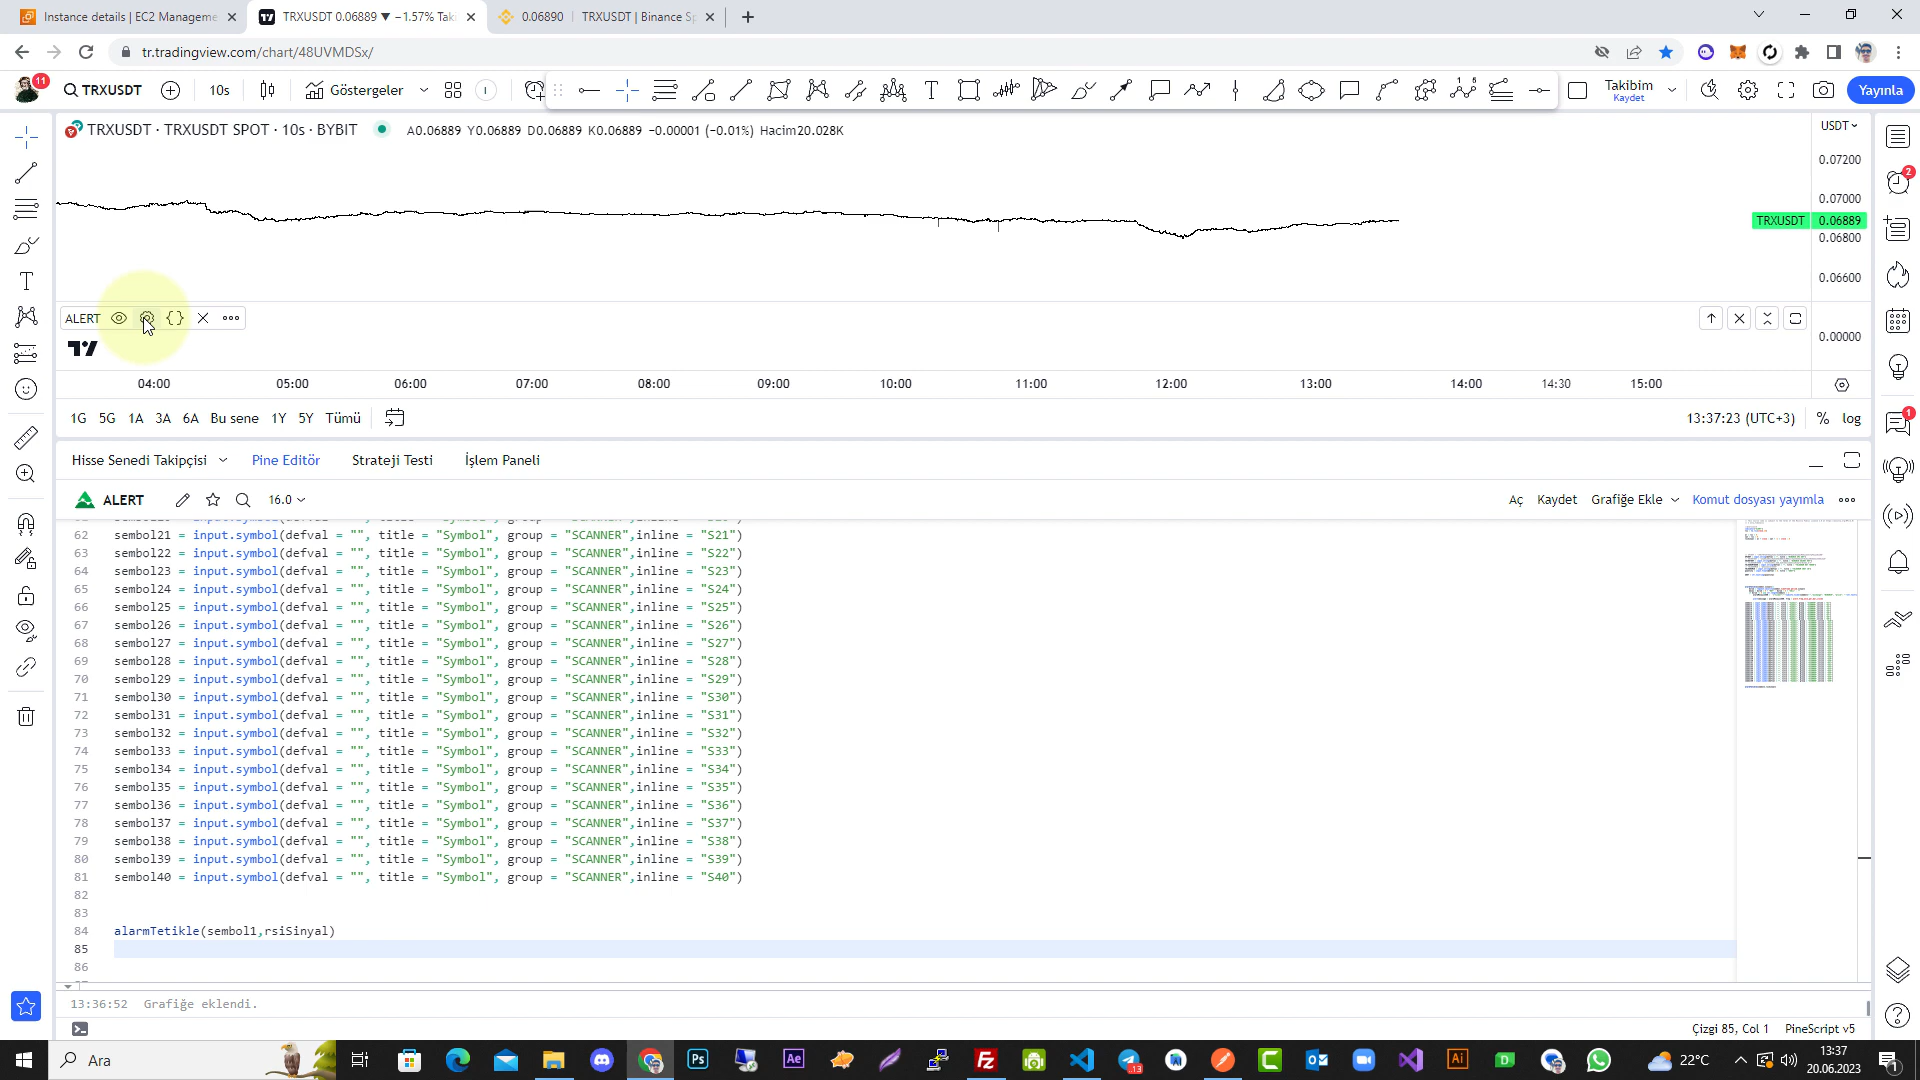 Instance details | EC2 Manageme
TRXUSDT 0.06889 ▼ −1.57% Taki
0.06890 | TRXUSDT | Binance Sp
tr.tradingview.com/chart/48UVMDSx/
11
TRXUSDT
10s
Göstergeler
Takibim
Kaydet
Yayınla
TRXUSDT · TRXUSDT SPOT · 10s · BYBIT
A0.06889 Y0.06889 D0.06889 K0.06889 −0.00001 (−0.01%) Hacim20.028K
USDT
0.07200
0.07000
TRXUSDT 0.06889
0.06800
0.06600
ALERT
0.00000
04:00 05:00 06:00 07:00 08:00 09:00 10:00 11:00 12:00 13:00 14:00 14:30 15:00
1G 5G 1A 3A 6A Bu sene 1Y 5Y Tümü
13:37:23 (UTC+3) % log
Hisse Senedi Takipçisi Pine Editör Strateji Testi İşlem Paneli
ALERT 16.0
Aç Kaydet Grafiğe Ekle Komut dosyası yayımla
62 sembol21 = input.symbol(defval = "", title = "Symbol", group = "SCANNER",inline = "S21")
63 sembol22 = input.symbol(defval = "", title = "Symbol", group = "SCANNER",inline = "S22")
64 sembol23 = input.symbol(defval = "", title = "Symbol", group = "SCANNER",inline = "S23")
65 sembol24 = input.symbol(defval = "", title = "Symbol", group = "SCANNER",inline = "S24")
66 sembol25 = input.symbol(defval = "", title = "Symbol", group = "SCANNER",inline = "S25")
67 sembol26 = input.symbol(defval = "", title = "Symbol", group = "SCANNER",inline = "S26")
68 sembol27 = input.symbol(defval = "", title = "Symbol", group = "SCANNER",inline = "S27")
69 sembol28 = input.symbol(defval = "", title = "Symbol", group = "SCANNER",inline = "S28")
70 sembol29 = input.symbol(defval = "", title = "Symbol", group = "SCANNER",inline = "S29")
71 sembol30 = input.symbol(defval = "", title = "Symbol", group = "SCANNER",inline = "S30")
72 sembol31 = input.symbol(defval = "", title = "Symbol", group = "SCANNER",inline = "S31")
73 sembol32 = input.symbol(defval = "", title = "Symbol", group = "SCANNER",inline = "S32")
74 sembol33 = input.symbol(defval = "", title = "Symbol", group = "SCANNER",inline = "S33")
75 sembol34 = input.symbol(defval = "", title = "Symbol", group = "SCANNER",inline = "S34")
76 sembol35 = input.symbol(defval = "", title = "Symbol", group = "SCANNER",inline = "S35")
77 sembol36 = input.symbol(defval = "", title = "Symbol", group = "SCANNER",inline = "S36")
78 sembol37 = input.symbol(defval = "", title = "Symbol", group = "SCANNER",inline = "S37")
79 sembol38 = input.symbol(defval = "", title = "Symbol", group = "SCANNER",inline = "S38")
80 sembol39 = input.symbol(defval = "", title = "Symbol", group = "SCANNER",inline = "S39")
81 sembol40 = input.symbol(defval = "", title = "Symbol", group = "SCANNER",inline = "S40")
82
83
84 alarmTetikle(sembol1,rsiSinyal)
85
86
13:36:52 Grafiğe eklendi.
Çizgi 85, Col 1 PineScript v5
Ara
22°C
13:37
20.06.2023